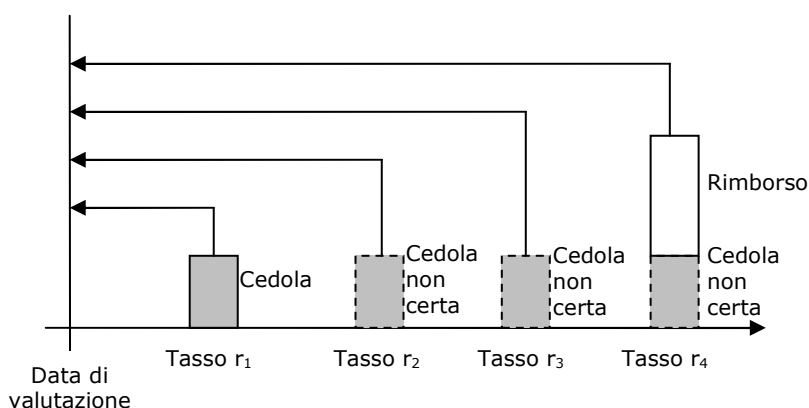 Rimborso
Cedola
Cedola
non
certa
Cedola
non
certa
Cedola
non
certa
Tasso r₁
Tasso r₂
Tasso r₃
Tasso r₄
Data di
valutazione